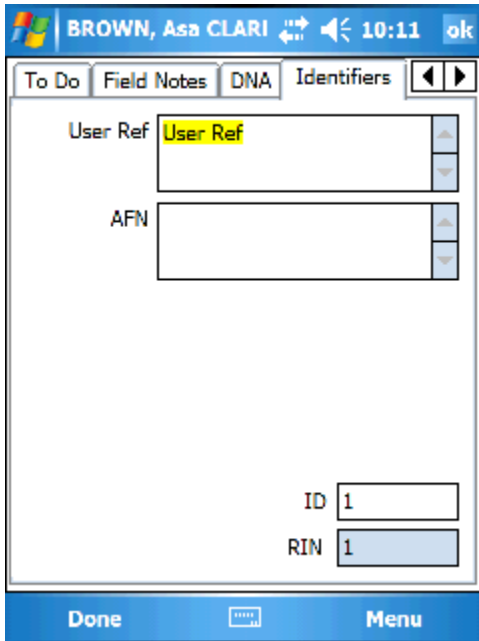 BROWN, Asa CLARI 10:11 ok
To Do Field Notes DNA Identifiers
User Ref User Ref
AFN
ID 1
RIN 1
Done Menu